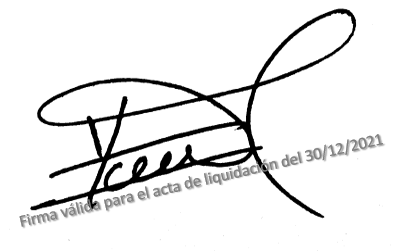 Firma válida para el acta de liquidación del 30/12/2021